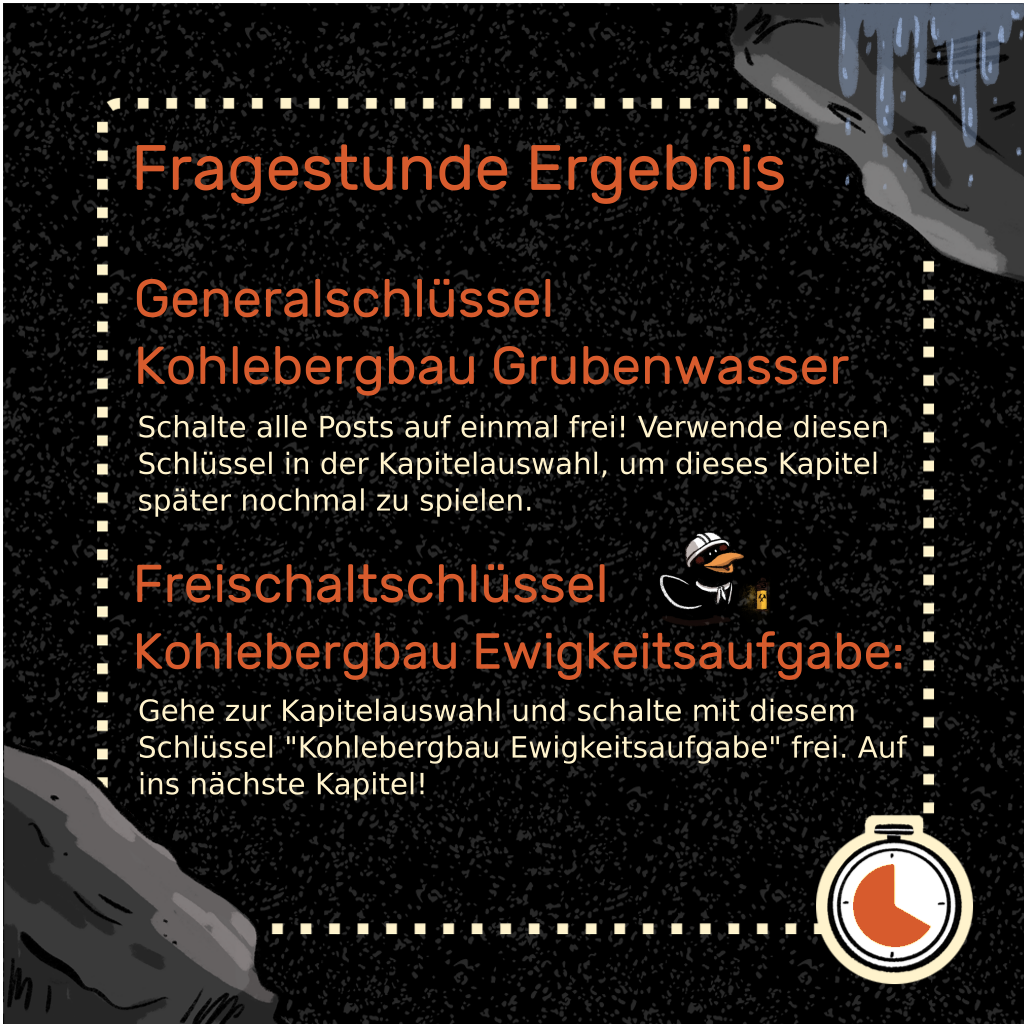 Fragestunde Ergebnis
Generalschlüssel
Kohlebergbau Grubenwasser
Schalte alle Posts auf einmal frei! Verwende diesen
Schlüssel in der Kapitelauswahl, um dieses Kapitel
später nochmal zu spielen.
Freischaltschlüssel
Kohlebergbau Ewigkeitsaufgabe:
Gehe zur Kapitelauswahl und schalte mit diesem
Schlüssel "Kohlebergbau Ewigkeitsaufgabe" frei. Auf
ins nächste Kapitel!